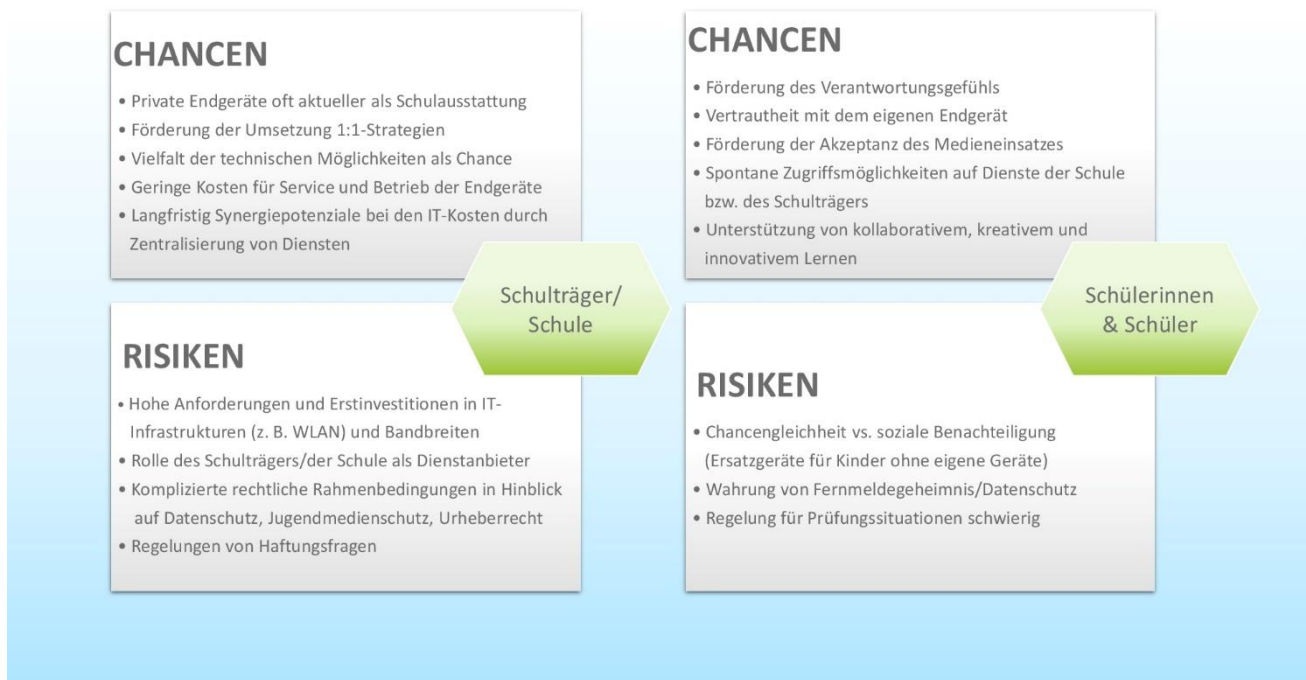 CHANCEN
• Private Endgeräte oft aktueller als Schulausstattung
• Förderung der Umsetzung 1:1-Strategien
• Vielfalt der technischen Möglichkeiten als Chance
• Geringe Kosten für Service und Betrieb der Endgeräte
• Langfristig Synergiepotenziale bei den IT-Kosten durch
Zentralisierung von Diensten
Schulträger/
Schule
RISIKEN
• Hohe Anforderungen und Erstinvestitionen in IT-
Infrastrukturen (z. B. WLAN) und Bandbreiten
• Rolle des Schulträgers/der Schule als Dienstanbieter
• Komplizierte rechtliche Rahmenbedingungen in Hinblick
auf Datenschutz, Jugendmedienschutz, Urheberrecht
• Regelungen von Haftungsfragen
CHANCEN
• Förderung des Verantwortungsgefühls
• Vertrautheit mit dem eigenen Endgerät
• Förderung der Akzeptanz des Medieneinsatzes
• Spontane Zugriffsmöglichkeiten auf Dienste der Schule
bzw. des Schulträgers
• Unterstützung von kollaborativem, kreativem und
innovativem Lernen
Schülerinnen
& Schüler
RISIKEN
• Chancengleichheit vs. soziale Benachteiligung
(Ersatzgeräte für Kinder ohne eigene Geräte)
• Wahrung von Fernmeldegeheimnis/Datenschutz
• Regelung für Prüfungssituationen schwierig